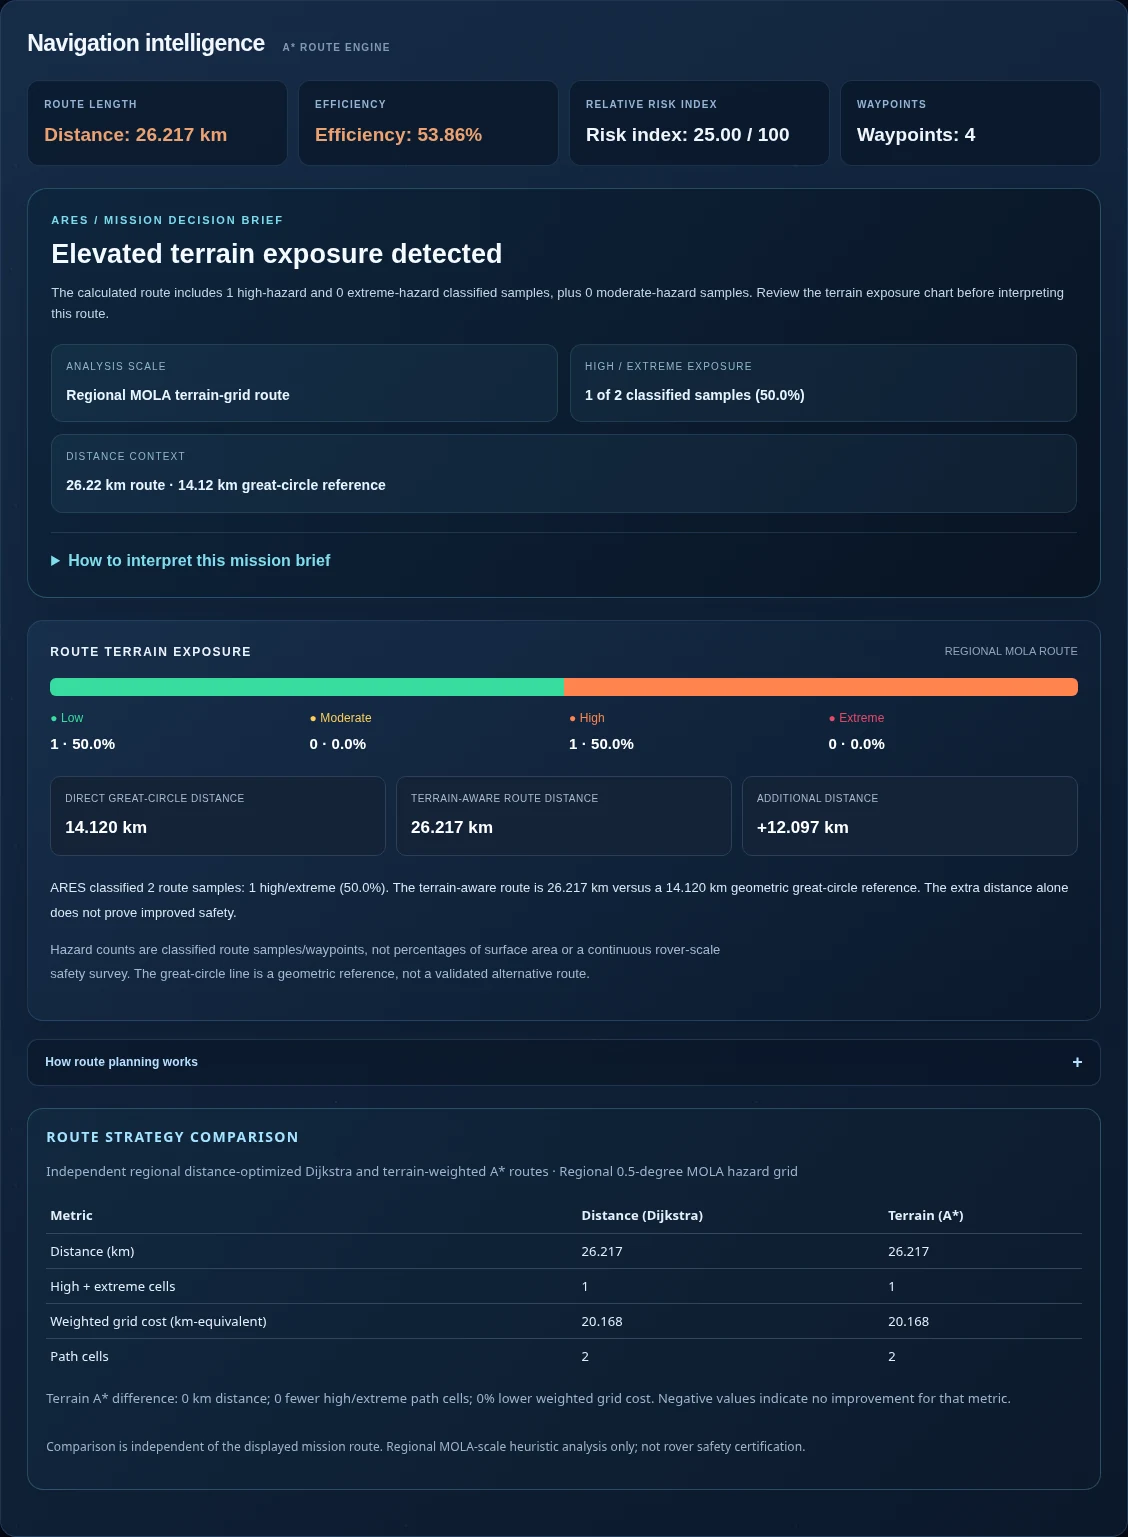 Navigation intelligence A* ROUTE ENGINE
ROUTE LENGTH
Distance: 26.217 km
EFFICIENCY
Efficiency: 53.86%
RELATIVE RISK INDEX
Risk index: 25.00 / 100
WAYPOINTS
Waypoints: 4
ARES / MISSION DECISION BRIEF
Elevated terrain exposure detected
The calculated route includes 1 high-hazard and 0 extreme-hazard classified samples, plus 0 moderate-hazard samples. Review the terrain exposure chart before interpreting
this route.
ANALYSIS SCALE
Regional MOLA terrain-grid route
HIGH / EXTREME EXPOSURE
1 of 2 classified samples (50.0%)
DISTANCE CONTEXT
26.22 km route · 14.12 km great-circle reference
▶ How to interpret this mission brief
ROUTE TERRAIN EXPOSURE
REGIONAL MOLA ROUTE
● Low
1 · 50.0%
● Moderate
0 · 0.0%
● High
1 · 50.0%
● Extreme
0 · 0.0%
DIRECT GREAT-CIRCLE DISTANCE
14.120 km
TERRAIN-AWARE ROUTE DISTANCE
26.217 km
ADDITIONAL DISTANCE
+12.097 km
ARES classified 2 route samples: 1 high/extreme (50.0%). The terrain-aware route is 26.217 km versus a 14.120 km geometric great-circle reference. The extra distance alone
does not prove improved safety.
Hazard counts are classified route samples/waypoints, not percentages of surface area or a continuous rover-scale
safety survey. The great-circle line is a geometric reference, not a validated alternative route.
How route planning works +
ROUTE STRATEGY COMPARISON
Independent regional distance-optimized Dijkstra and terrain-weighted A* routes · Regional 0.5-degree MOLA hazard grid
Metric Distance (Dijkstra) Terrain (A*)
Distance (km) 26.217 26.217
High + extreme cells 1 1
Weighted grid cost (km-equivalent) 20.168 20.168
Path cells 2 2
Terrain A* difference: 0 km distance; 0 fewer high/extreme path cells; 0% lower weighted grid cost. Negative values indicate no improvement for that metric.
Comparison is independent of the displayed mission route. Regional MOLA-scale heuristic analysis only; not rover safety certification.